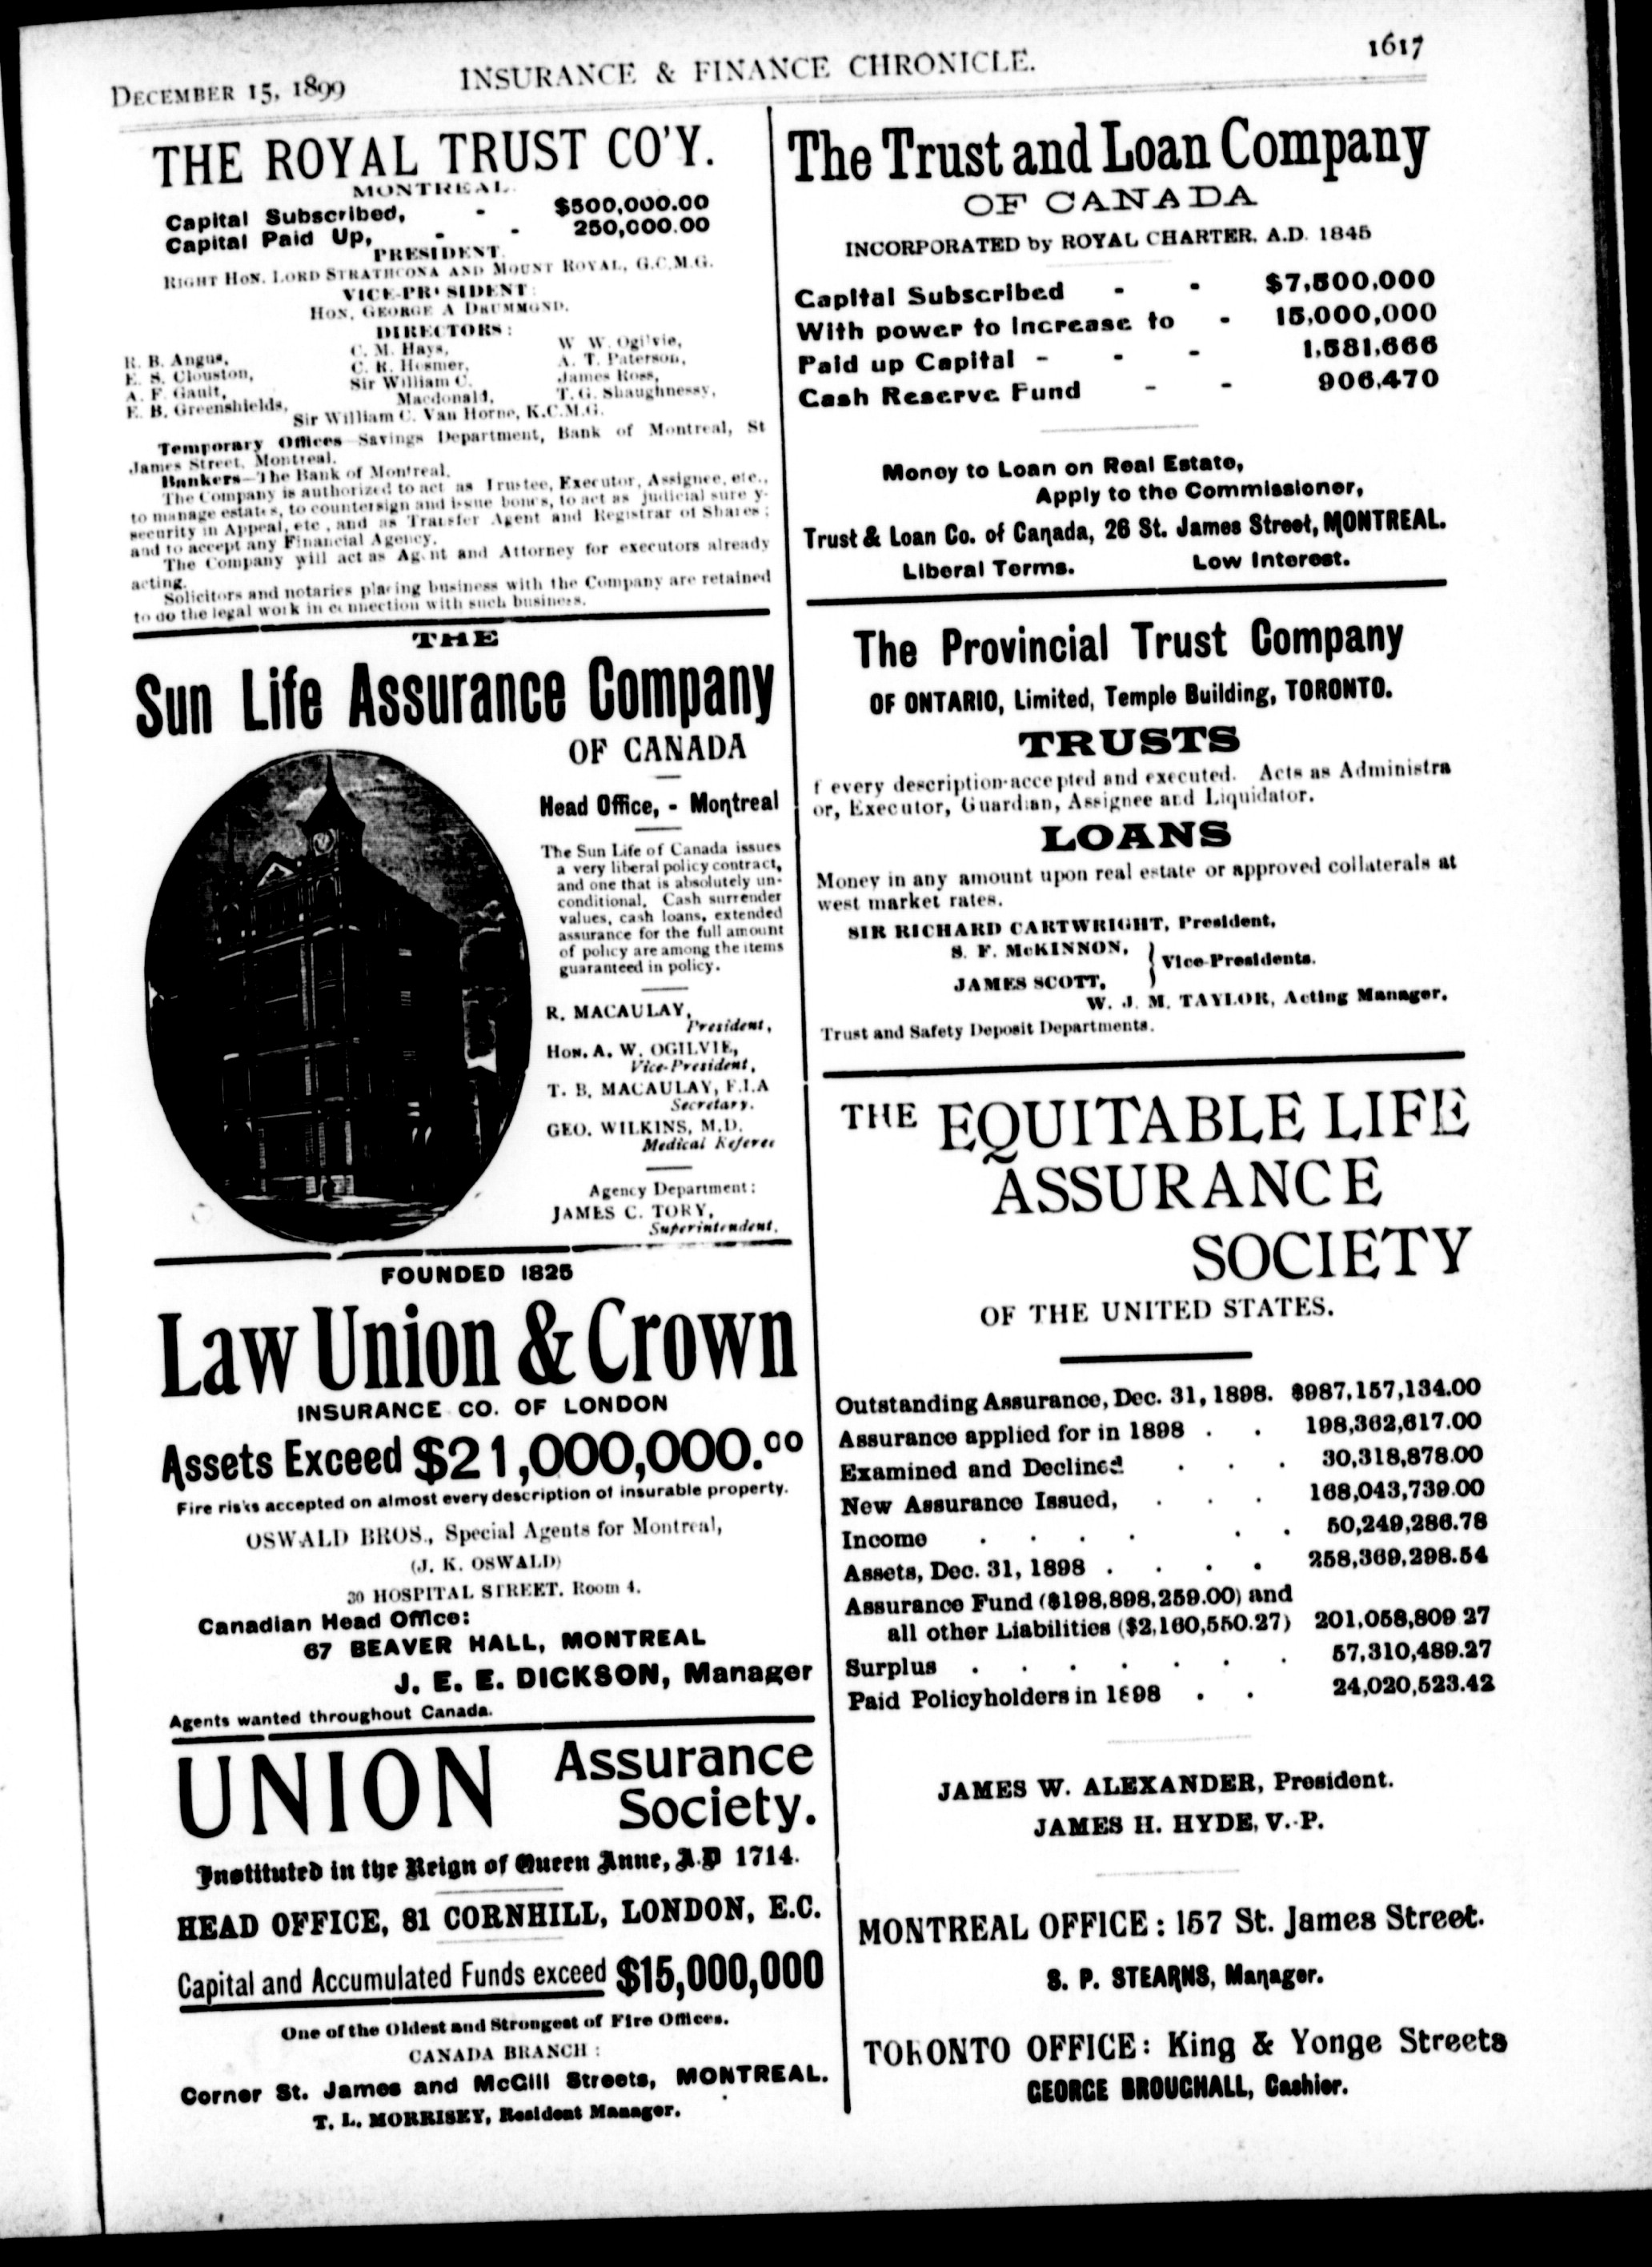 DECEMBER 15, 1899 INSURANCE & FINANCE CHRONICLE. 1617
THE ROYAL TRUST CO'Y.
MONTREAL.
Capital Subscribed, - $500,000.00
Capital Paid Up, - - 250,000.00
PRESIDENT.
RIGHT HON. LORD STRATHCONA AND MOUNT ROYAL, G.C.M.G.
VICE-PRESIDENT:
HON. GEORGE A DRUMMOND.
DIRECTORS:
R. B. Angus, C. M. Hays, W W. Ogilvie,
E. S. Clouston, C. R. Hosmer, A. T. Paterson,
A. F. Gault, Sir William C. James Ross,
E. B. Greenshields, Macdonald, T. G. Shaughnessy,
Sir William C. Van Horne, K.C.M.G.
Temporary Offices—Savings Department, Bank of Montreal, St
James Street, Montreal.
Bankers—The Bank of Montreal.
The Company is authorized to act as Trustee, Executor, Assignee, etc.,
to manage estates, to countersign and issue bonds, to act as judicial surety-
security in Appeal, etc, and as Transfer Agent and Registrar of Shares;
and to accept any Financial Agency.
The Company will act as Agent and Attorney for executors already
acting.
Solicitors and notaries placing business with the Company are retained
to do the legal work in connection with such business.
THE
Sun Life Assurance Company
OF CANADA
Head Office, - Montreal
The Sun Life of Canada issues
a very liberal policy contract,
and one that is absolutely un-
conditional. Cash surrender
values, cash loans, extended
assurance for the full amount
of policy are among the items
guaranteed in policy.
R. MACAULAY,
President,
HON. A. W. OGILVIE,
Vice-President,
T. B. MACAULAY, F.I.A
Secretary.
GEO. WILKINS, M.D.
Medical Referee
Agency Department:
JAMES C. TORY,
Superintendent.
FOUNDED 1825
Law Union & Crown
INSURANCE CO. OF LONDON
Assets Exceed $21,000,000.00
Fire risks accepted on almost every description of insurable property.
OSWALD BROS., Special Agents for Montreal,
(J. K. OSWALD)
30 HOSPITAL STREET. Room 4.
Canadian Head Office:
67 BEAVER HALL, MONTREAL
J. E. E. DICKSON, Manager
Agents wanted throughout Canada.
UNION Assurance
Society.
Instituted in the Reign of Queen Anne, A.D 1714.
HEAD OFFICE, 81 CORNHILL, LONDON, E.C.
Capital and Accumulated Funds exceed $15,000,000
One of the Oldest and Strongest of Fire Offices.
CANADA BRANCH:
Corner St. James and McGill Streets, MONTREAL.
T. L. MORRISEY, Resident Manager.
The Trust and Loan Company
OF CANADA
INCORPORATED by ROYAL CHARTER. A.D. 1845
Capital Subscribed - - $7,500,000
With power to Increase to - 15,000,000
Paid up Capital - - - 1,581,666
Cash Reserve Fund - - 906,470
Money to Loan on Real Estate,
Apply to the Commissioner,
Trust & Loan Co. of Canada, 26 St. James Street, MONTREAL.
Liberal Terms. Low Interest.
The Provincial Trust Company
OF ONTARIO, Limited, Temple Building, TORONTO.
TRUSTS
f every description accepted and executed. Acts as Administra
or, Executor, Guardian, Assignee and Liquidator.
LOANS
Money in any amount upon real estate or approved collaterals at
west market rates.
SIR RICHARD CARTWRIGHT, President,
S. F. McKINNON,
Vice-Presidents.
JAMES SCOTT,
W. J. M. TAYLOR, Acting Manager.
Trust and Safety Deposit Departments.
THE EQUITABLE LIFE
ASSURANCE
SOCIETY
OF THE UNITED STATES.
Outstanding Assurance, Dec. 31, 1898. $987,157,134.00
Assurance applied for in 1898 . . 198,362,617.00
Examined and Declined . . . 30,318,878.00
New Assurance Issued, . . . 168,043,739.00
Income . . . . . . 50,249,286.78
Assets, Dec. 31, 1898 . . . . 258,369,298.54
Assurance Fund ($198,898,259.00) and
all other Liabilities ($2,160,550.27) 201,058,809 27
Surplus . . . . . . . 57,310,489.27
Paid Policyholders in 1898 . . 24,020,523.42
JAMES W. ALEXANDER, President.
JAMES H. HYDE, V.-P.
MONTREAL OFFICE: 157 St. James Street.
S. P. STEARNS, Manager.
TORONTO OFFICE: King & Yonge Streets
GEORGE BROUGHALL, Cashier.